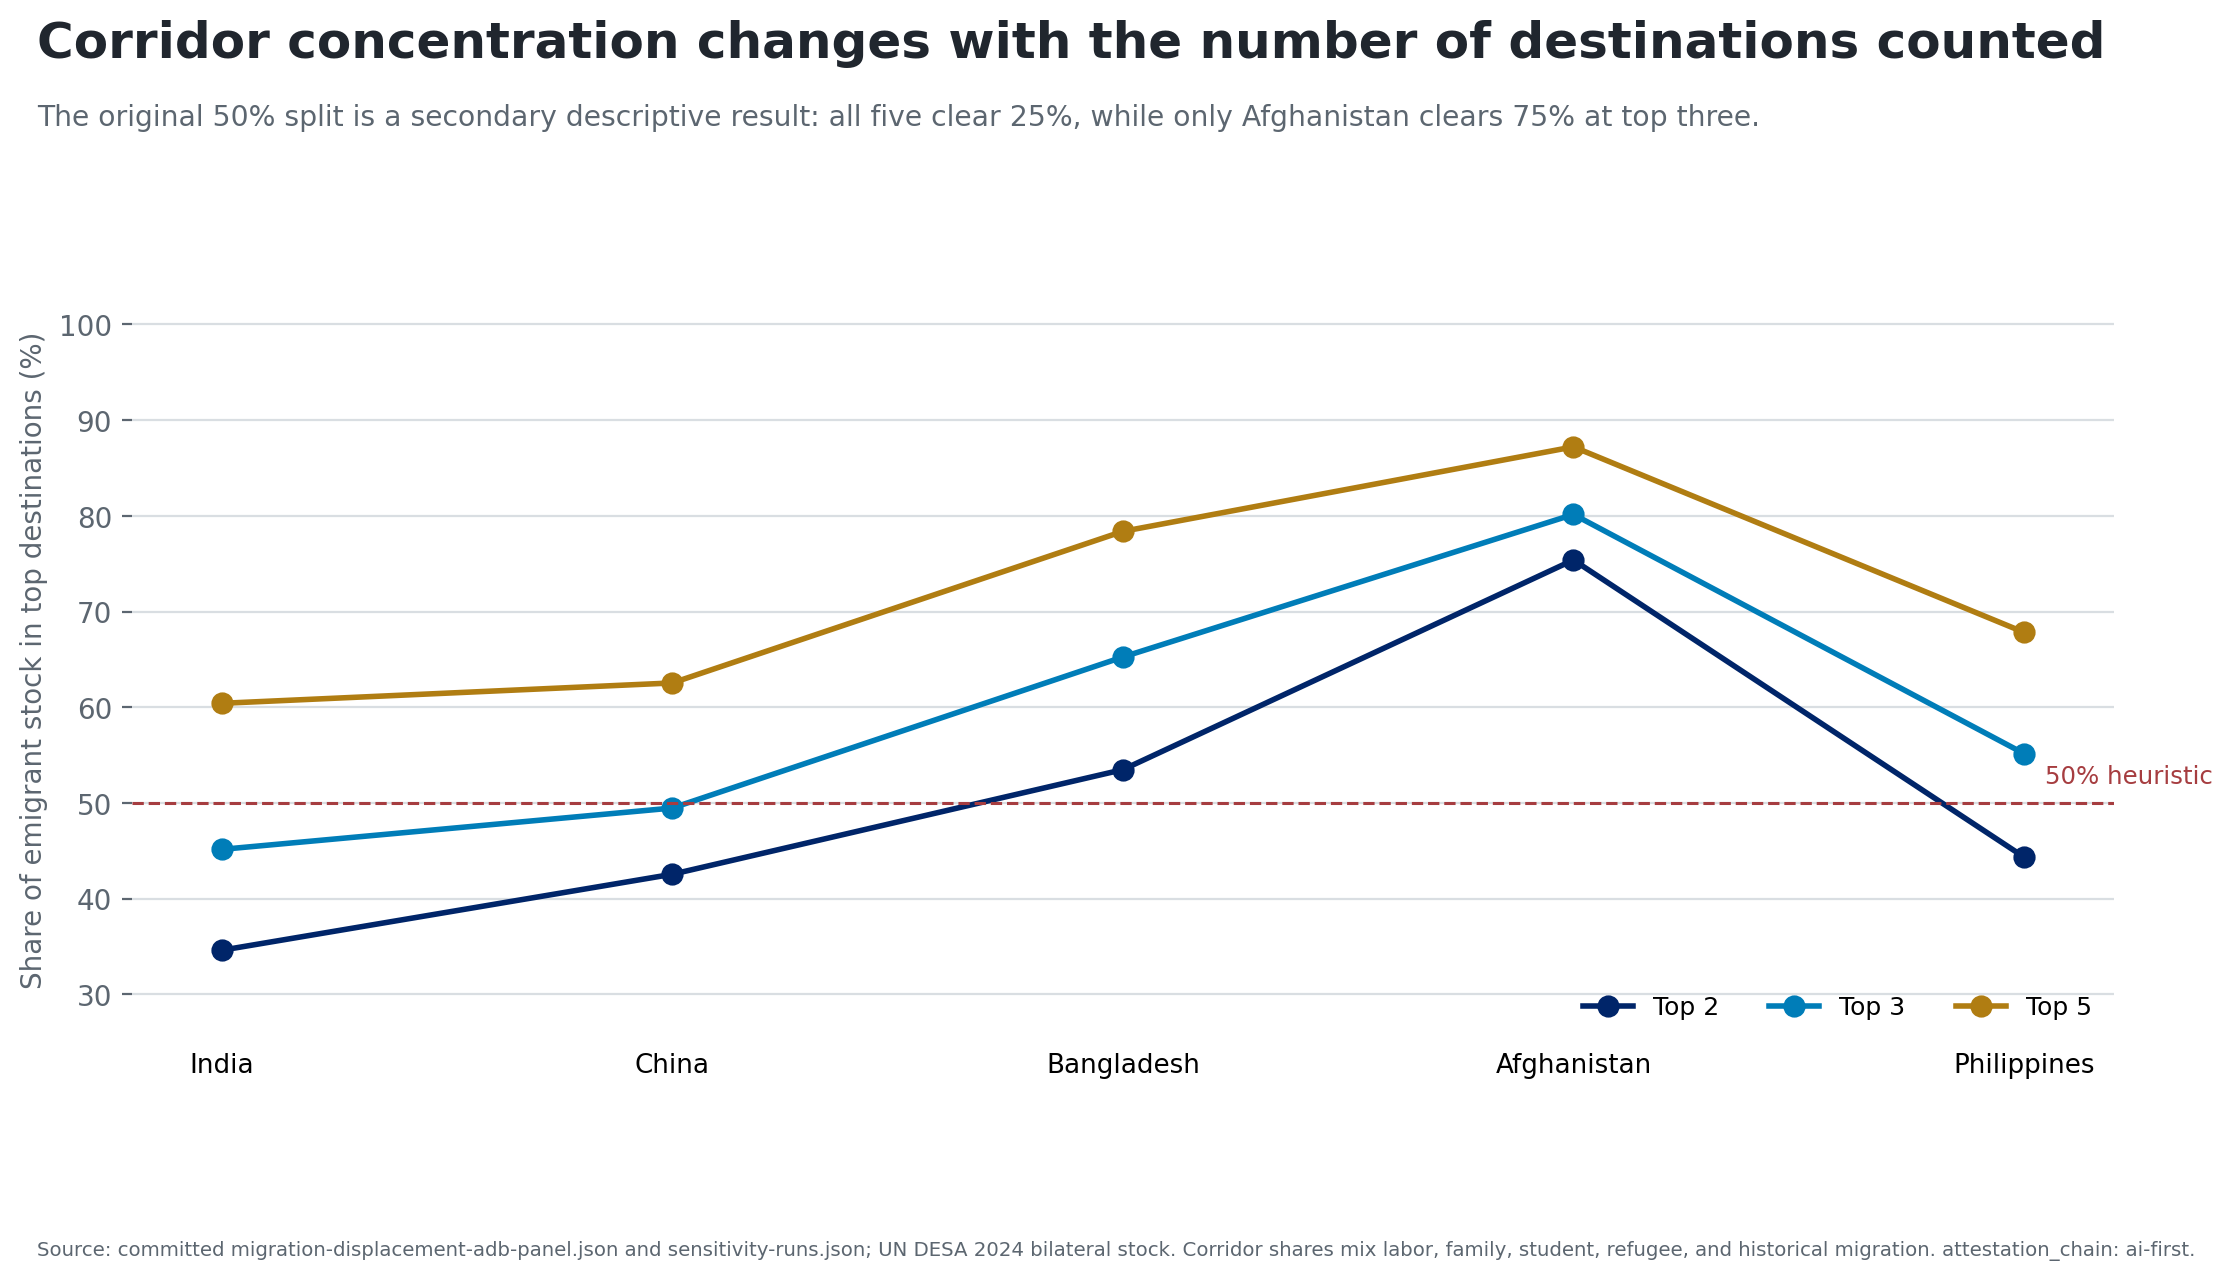 Corridor concentration changes with the number of destinations counted
The original 50% split is a secondary descriptive result: all five clear 25%, while only Afghanistan clears 75% at top three.
Share of emigrant stock in top destinations (%)
100
90
80
70
60
50
40
30
50% heuristic
Top 2
Top 3
Top 5
India
China
Bangladesh
Afghanistan
Philippines
Source: committed migration-displacement-adb-panel.json and sensitivity-runs.json; UN DESA 2024 bilateral stock. Corridor shares mix labor, family, student, refugee, and historical migration. attestation_chain: ai-first.